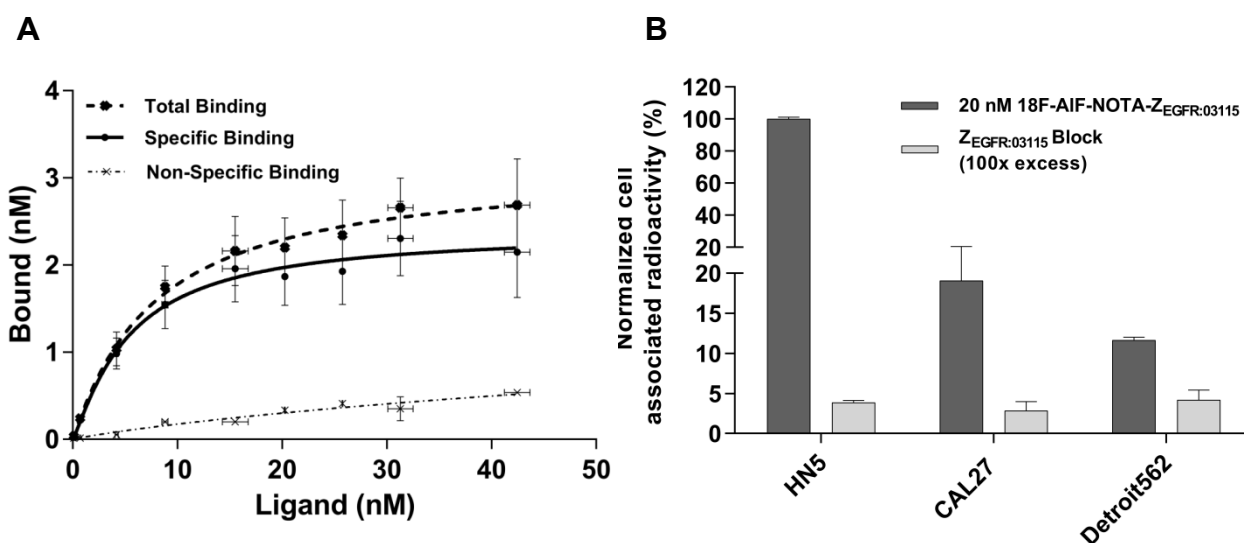 A
Bound (nM)
4
3
2
1
0
Total Binding
Specific Binding
Non-Specific Binding
0 10 20 30 40 50
Ligand (nM)
B
Normalized cell
associated radioactivity (%)
120
100
80
60
40
20
20
15
10
5
0
20 nM 18F-AlF-NOTA-ZEGFR:03115
ZEGFR:03115 Block
(100x excess)
HN5 CAL27 Detroit562